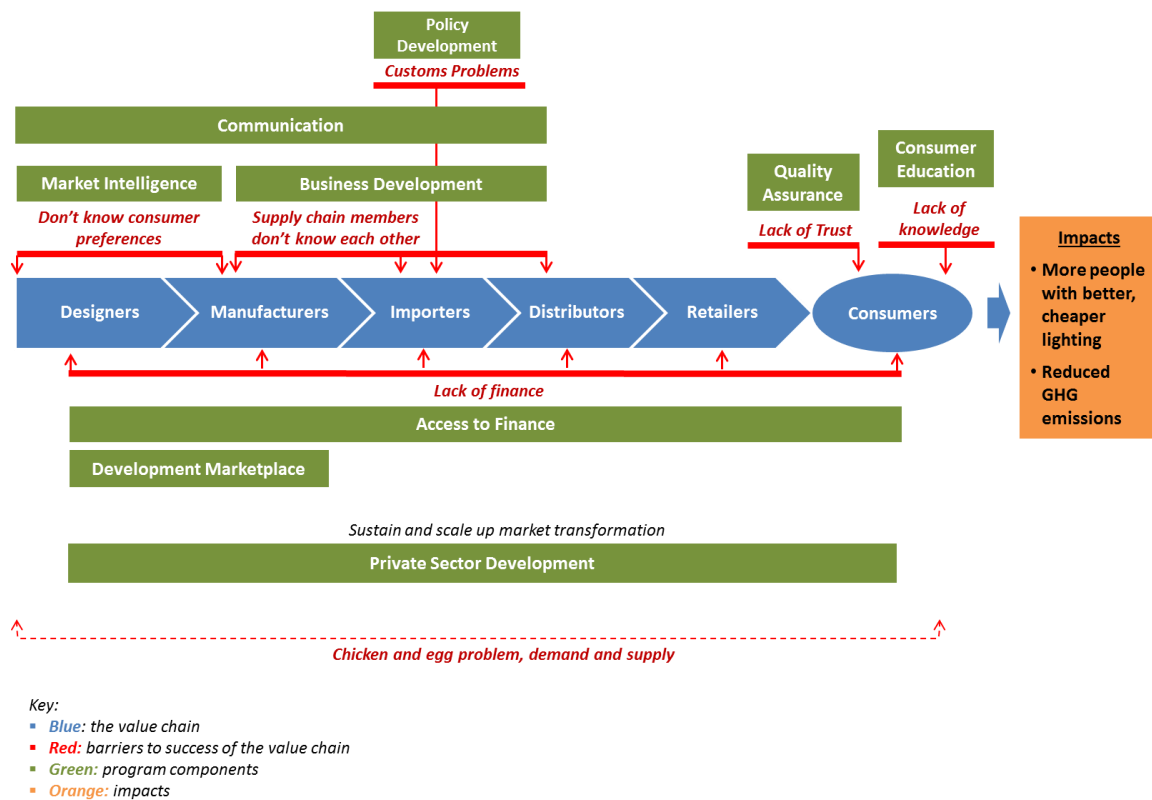 Policy
Development
Customs Problems
Communication
Market Intelligence
Business Development
Quality
Assurance
Consumer
Education
Don’t know consumer
preferences
Supply chain members
don’t know each other
Lack of Trust
Lack of
knowledge
Designers
Manufacturers
Importers
Distributors
Retailers
Consumers
Impacts
• More people
with better,
cheaper
lighting
• Reduced
GHG
emissions
Lack of finance
Access to Finance
Development Marketplace
Sustain and scale up market transformation
Private Sector Development
Chicken and egg problem, demand and supply
Key:
▪ Blue: the value chain
▪ Red: barriers to success of the value chain
▪ Green: program components
▪ Orange: impacts